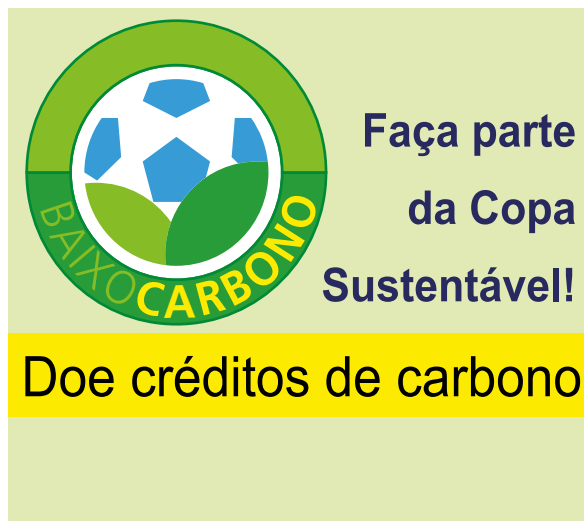 BAIXO CARBONO
Faça parte
da Copa
Sustentável!
Doe créditos de carbono